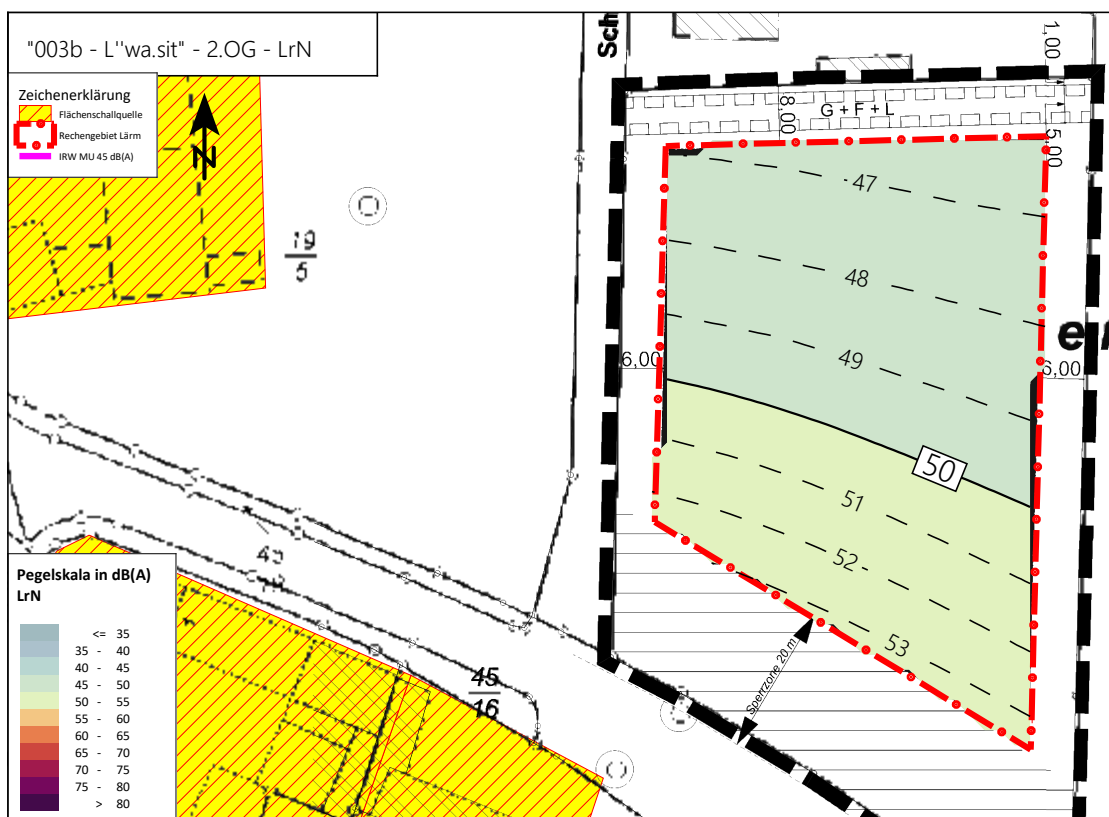 "003b - L''wa.sit" - 2.OG - LrN
Zeichenerklärung
Flächenschallquelle
Rechengebiet Lärm
IRW MU 45 dB(A)
N
19
5
Sch
1,00
8,00
G + F + L
5,00
47
48
49
6,00
6,00
50
51
52
53
Sperrzone 20 m
45
16
Pegelskala in dB(A)
LrN
<= 35
35 - 40
40 - 45
45 - 50
50 - 55
55 - 60
60 - 65
65 - 70
70 - 75
75 - 80
> 80